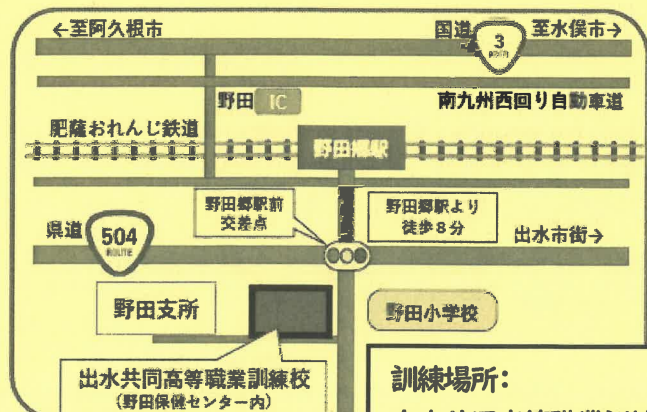 ←至阿久根市
国道
3
ROUTE
至水俣市→
野田 IC
南九州西回り自動車道
肥薩おれんじ鉄道
野田郷駅
野田郷駅前
交差点
野田郷駅より
徒歩8分
県道
504
ROUTE
出水市街→
野田支所
野田小学校
出水共同高等職業訓練校
(野田保健センター内)
訓練場所: